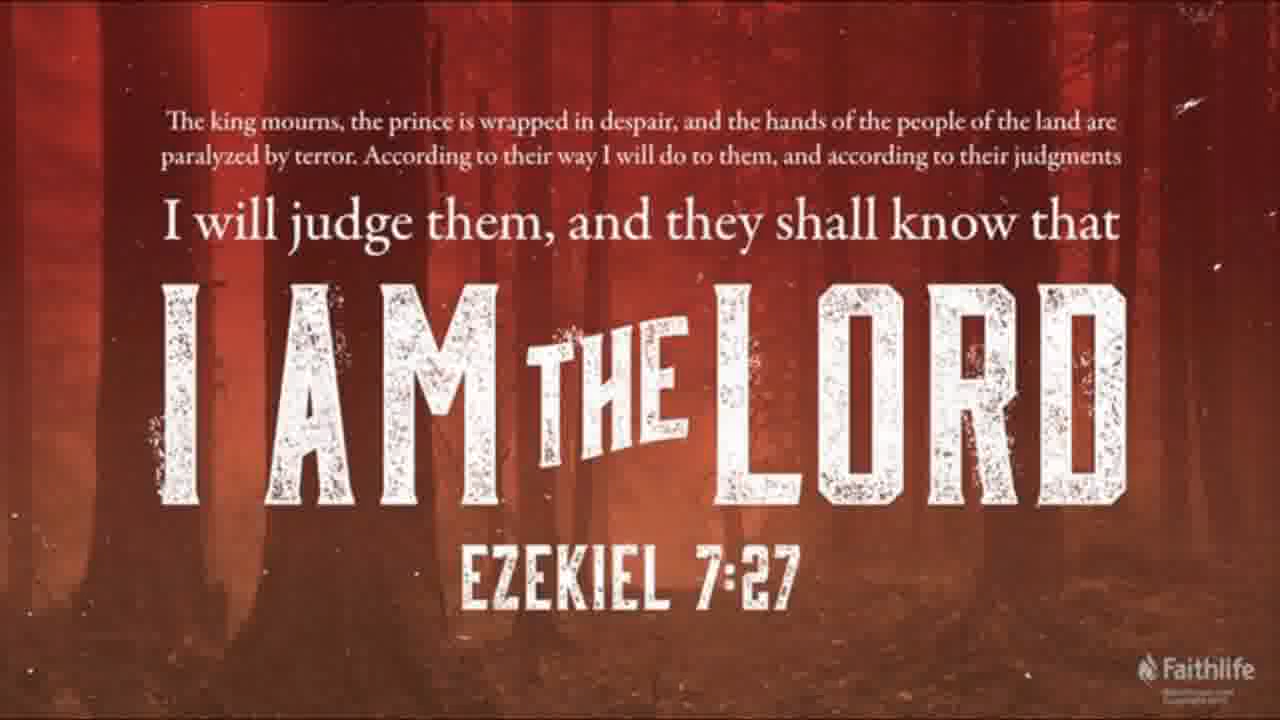 The king mourns, the prince is wrapped in despair, and the hands of the people of the land are
paralyzed by terror. According to their way I will do to them, and according to their judgments
I will judge them, and they shall know that
I AM THE LORD
EZEKIEL 7:27
Faithlife